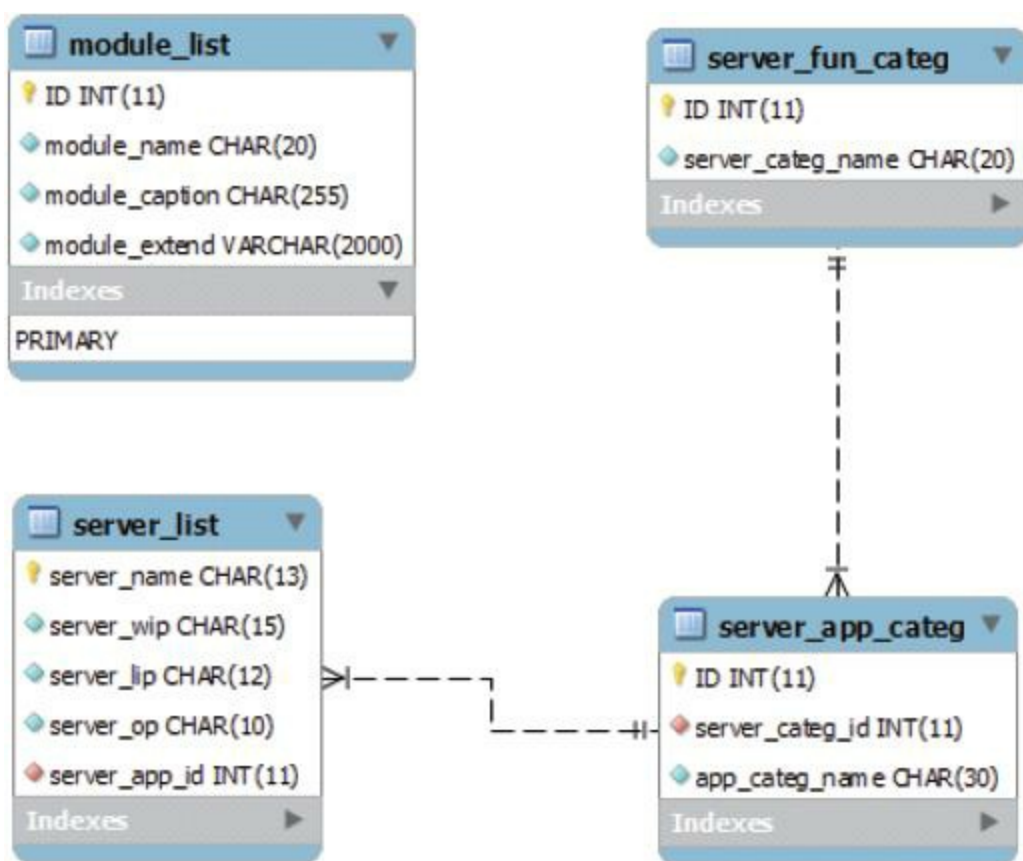 module_list
ID INT(11)
module_name CHAR(20)
module_caption CHAR(255)
module_extend VARCHAR(2000)
Indexes
PRIMARY
server_fun_categ
ID INT(11)
server_categ_name CHAR(20)
Indexes
server_list
server_name CHAR(13)
server_wip CHAR(15)
server_lip CHAR(12)
server_op CHAR(10)
server_app_id INT(11)
Indexes
server_app_categ
ID INT(11)
server_categ_id INT(11)
app_categ_name CHAR(30)
Indexes